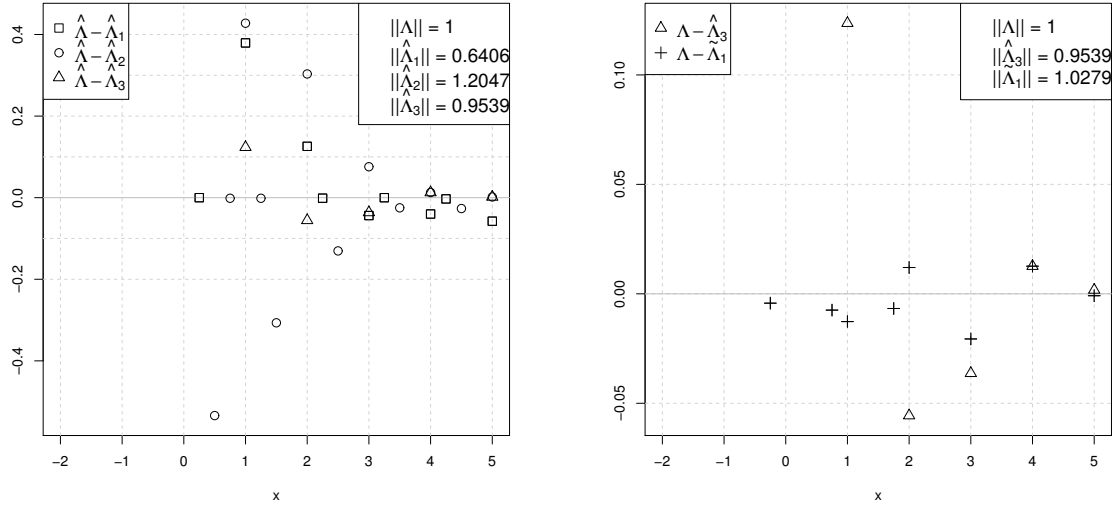 Λ̂ − Λ̂₁
Λ̂ − Λ̂₂
Λ̂ − Λ̂₃
||Λ|| = 1
||Λ̂₁|| = 0.6406
||Λ̂₂|| = 1.2047
||Λ̂₃|| = 0.9539
0.4
0.2
0.0
−0.2
−0.4
−2 −1 0 1 2 3 4 5
x
Λ − Λ̂₃
Λ − Λ̃₁
||Λ|| = 1
||Λ̂₃|| = 0.9539
||Λ̃₁|| = 1.0279
0.10
0.05
0.00
−0.05
−2 −1 0 1 2 3 4 5
x